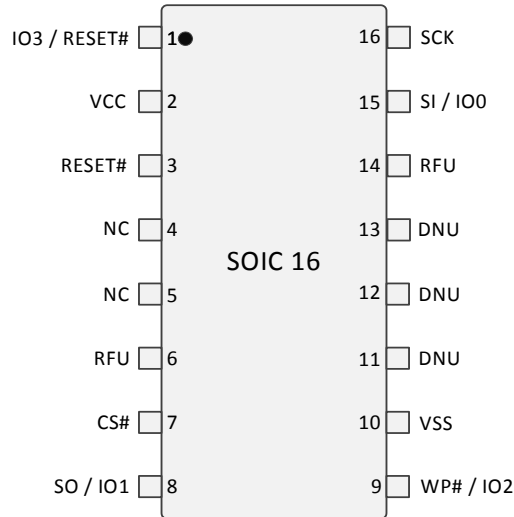 IO3 / RESET# 1 16 SCK
VCC 2 15 SI / IO0
RESET# 3 14 RFU
NC 4 13 DNU
SOIC 16
NC 5 12 DNU
RFU 6 11 DNU
CS# 7 10 VSS
SO / IO1 8 9 WP# / IO2